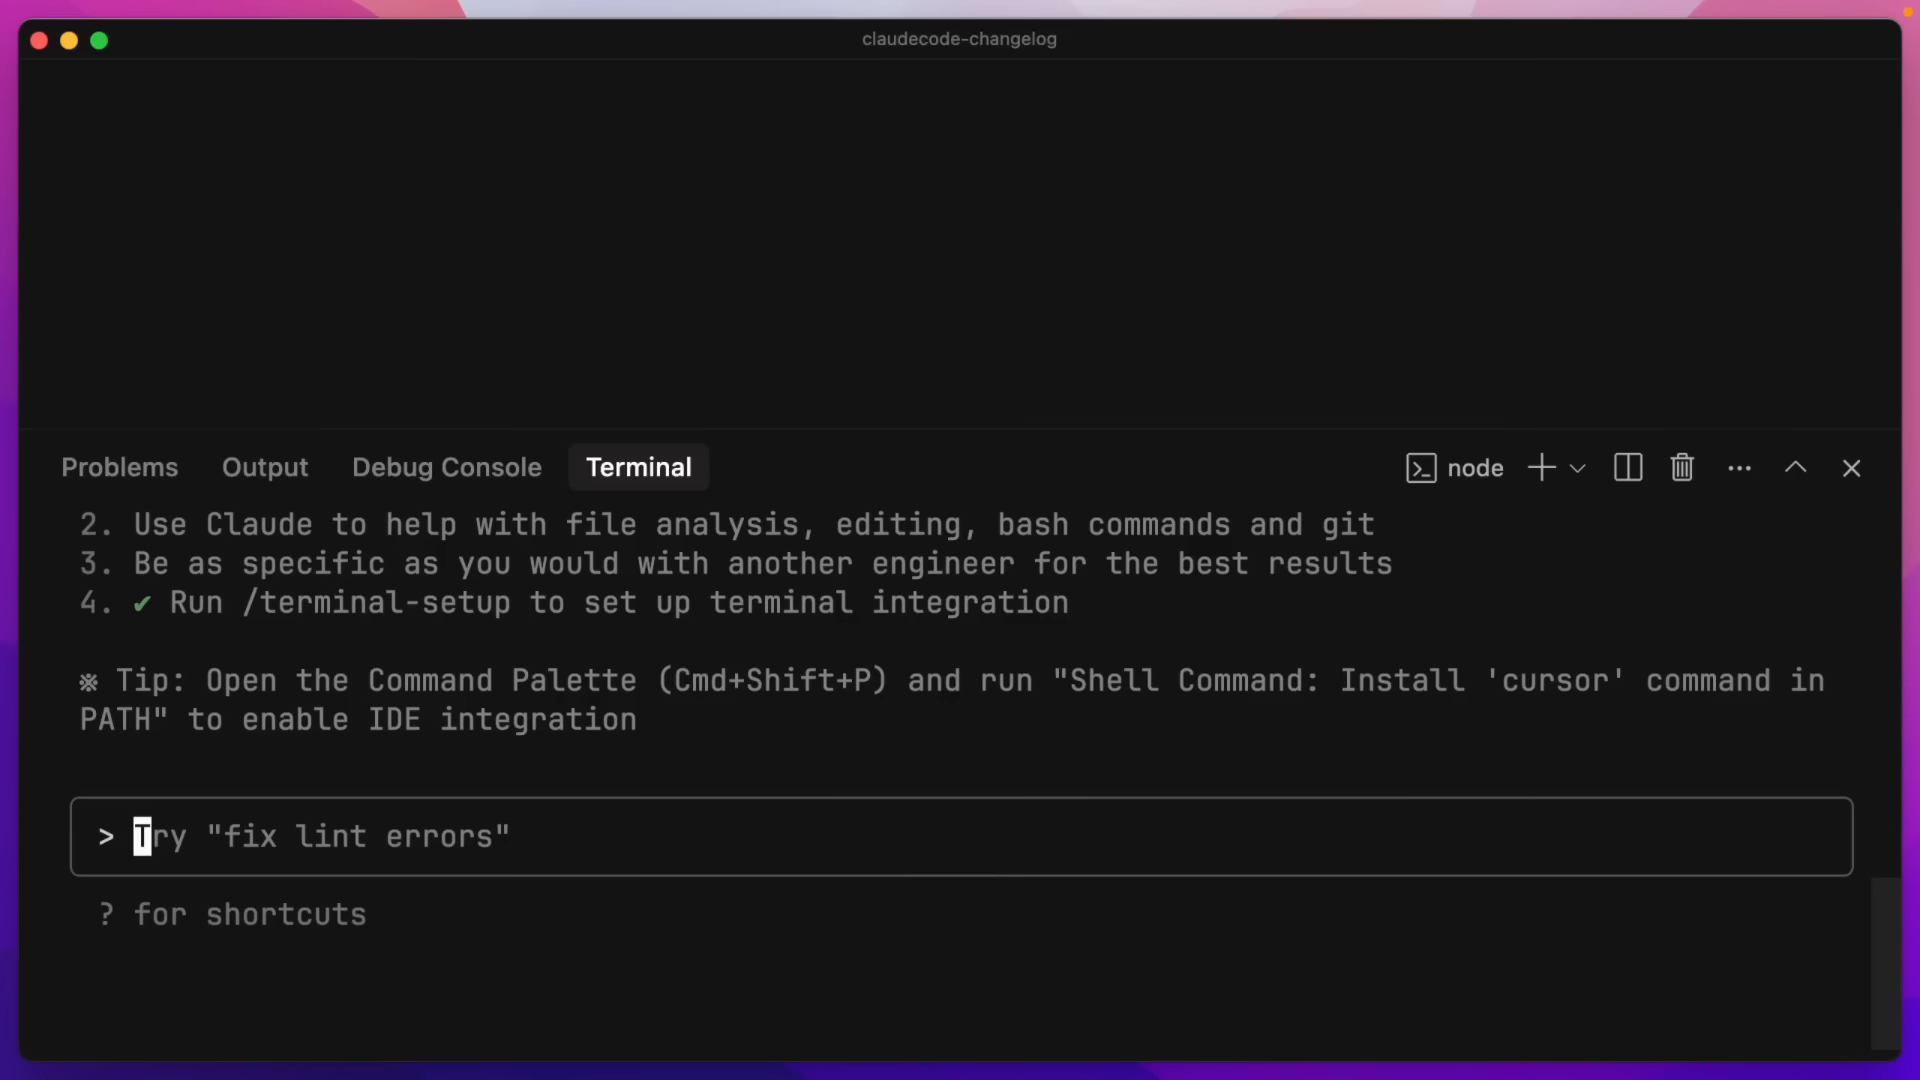 claudecode-changelog
Problems Output Debug Console Terminal node
2. Use Claude to help with file analysis, editing, bash commands and git
3. Be as specific as you would with another engineer for the best results
4. ✔ Run /terminal-setup to set up terminal integration
※ Tip: Open the Command Palette (Cmd+Shift+P) and run "Shell Command: Install 'cursor' command in
PATH" to enable IDE integration
> Try "fix lint errors"
? for shortcuts